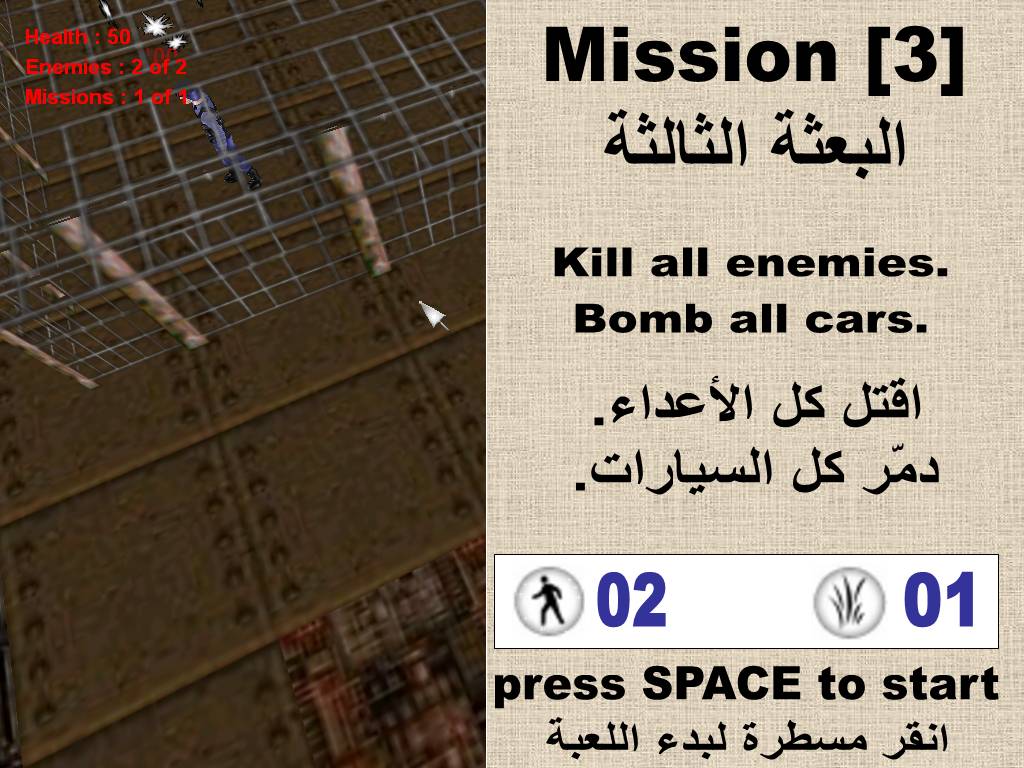 Health : 50
Enemies : 2 of 2
Missions : 1 of 1
Mission [3]
البعثة الثالثة
Kill all enemies.
Bomb all cars.
اقتل كل الأعداء.
دمّر كل السيارات.
02 01
press SPACE to start
انقر مسطرة لبدء اللعبة